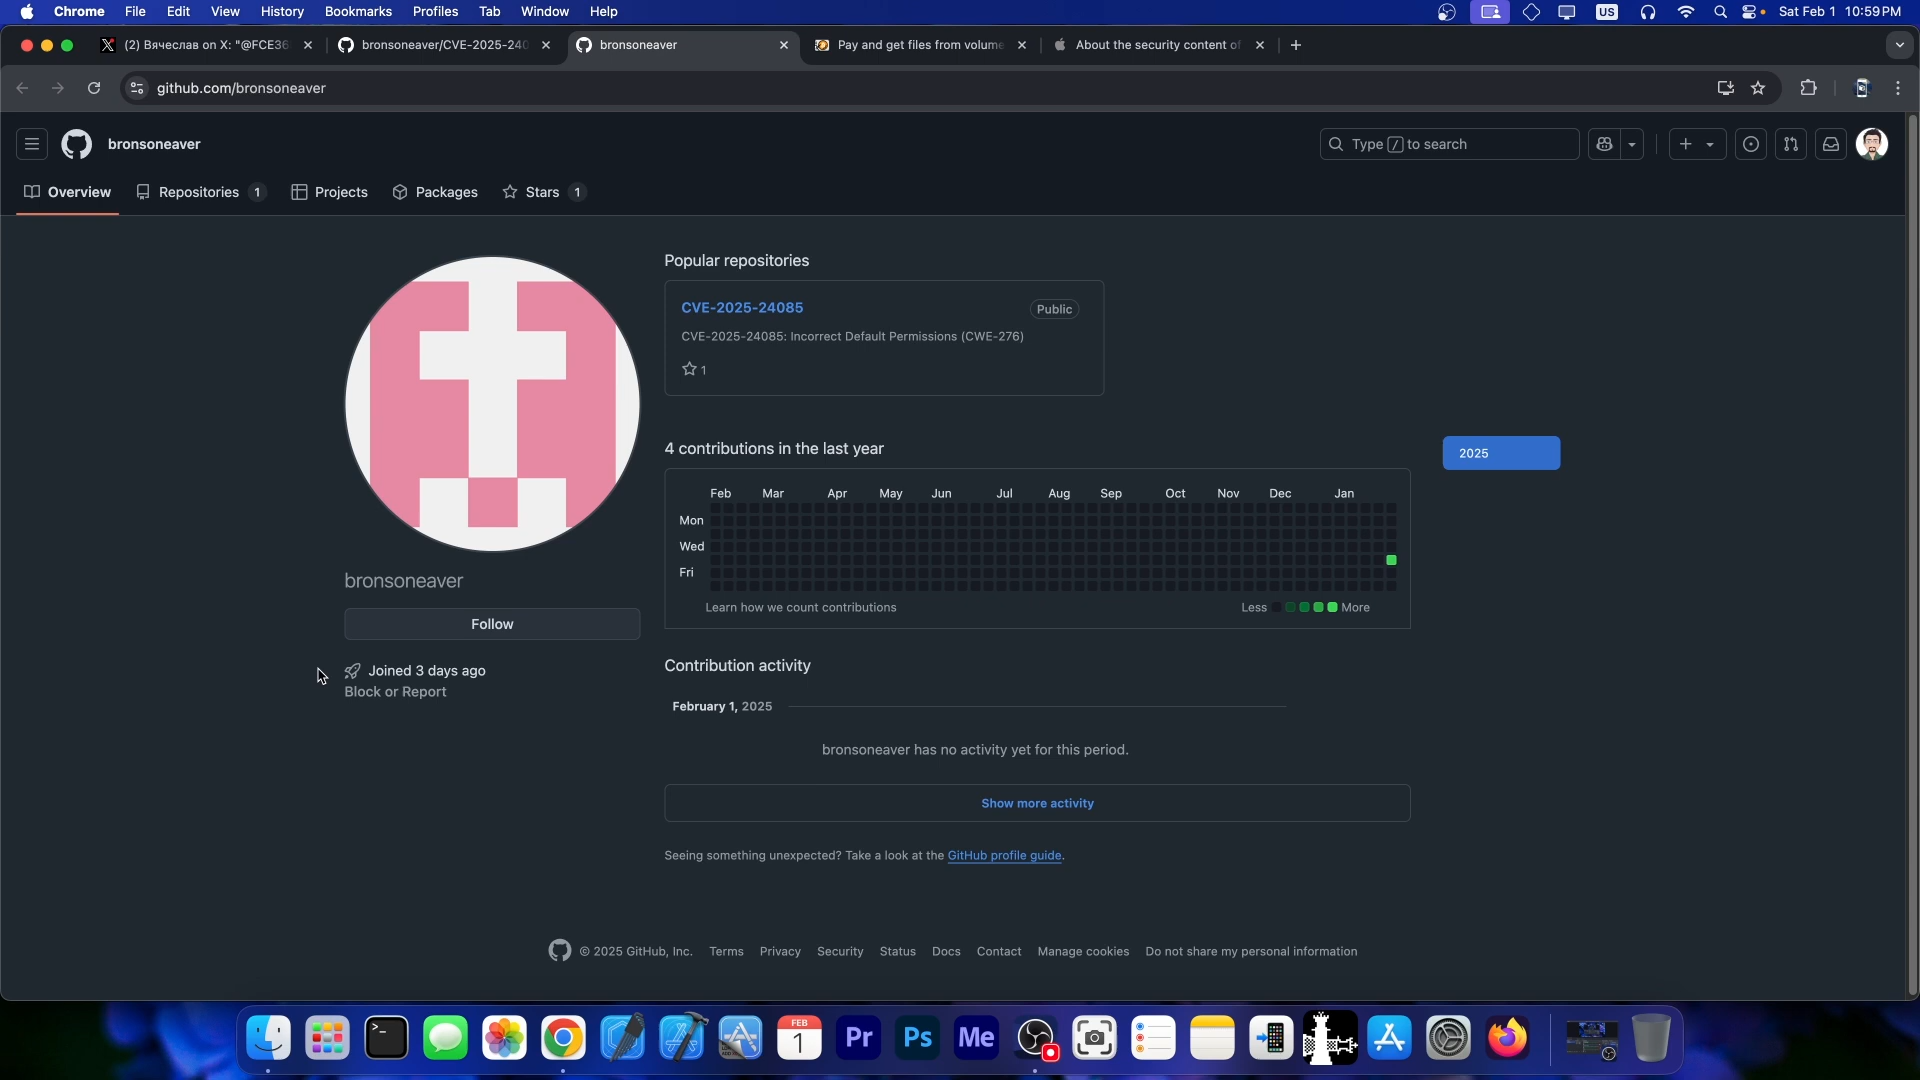 Chrome File Edit View History Bookmarks Profiles Tab Window Help US Sat Feb 1 10:59 PM
(2) Вячеслав on X: "@FCE36 bronsoneaver/CVE-2025-240 bronsoneaver Pay and get files from volume About the security content of
github.com/bronsoneaver
bronsoneaver Type / to search
Overview Repositories 1 Projects Packages Stars 1
Popular repositories
CVE-2025-24085 Public
CVE-2025-24085: Incorrect Default Permissions (CWE-276)
1
4 contributions in the last year
2025
Feb Mar Apr May Jun Jul Aug Sep Oct Nov Dec Jan
Mon
Wed
Fri
Learn how we count contributions Less More
bronsoneaver
Follow
Joined 3 days ago
Block or Report
Contribution activity
February 1, 2025
bronsoneaver has no activity yet for this period.
Show more activity
Seeing something unexpected? Take a look at the GitHub profile guide.
© 2025 GitHub, Inc. Terms Privacy Security Status Docs Contact Manage cookies Do not share my personal information
FEB
1
Pr Ps Me